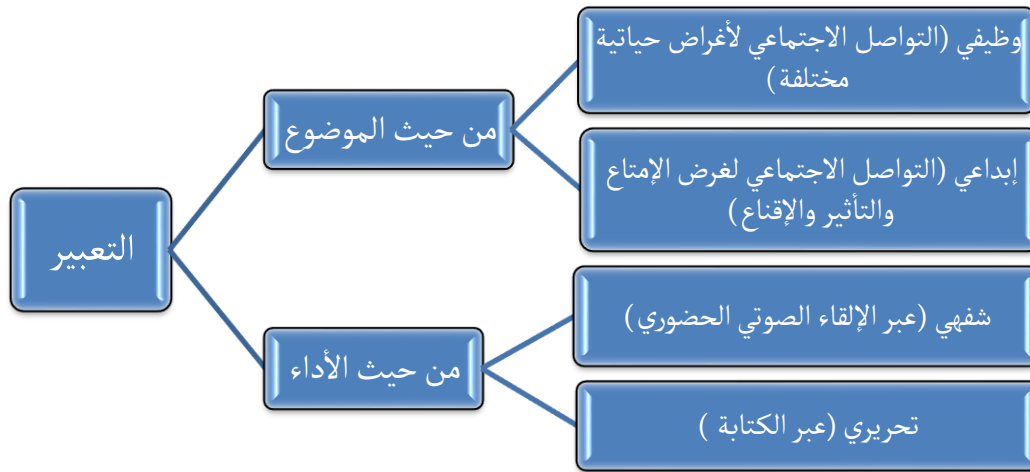 التعبير
من حيث الموضوع
وظيفي (التواصل الاجتماعي لأغراض حياتية
مختلفة)
إبداعي (التواصل الاجتماعي لغرض الإمتاع
والتأثير والإقناع)
من حيث الأداء
شفهي (عبر الإلقاء الصوتي الحضوري)
تحريري (عبر الكتابة )